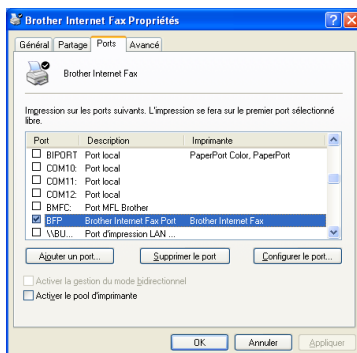 Brother Internet Fax Propriétés
Général Partage Ports Avancé
Brother Internet Fax
Impression sur les ports suivants. L'impression se fera sur le premier port sélectionné
libre.
Port Description Imprimante
BIPORT Port local PaperPort Color, PaperPort
COM10: Port local
COM11: Port local
COM12: Port local
BMFC: Port MFL Brother
BFP Brother Internet Fax Port Brother Internet Fax
\\BU... Port d'impression LAN ...
Ajouter un port... Supprimer le port Configurer le port...
Activer la gestion du mode bidirectionnel
Activer le pool d'imprimante
OK Annuler Appliquer